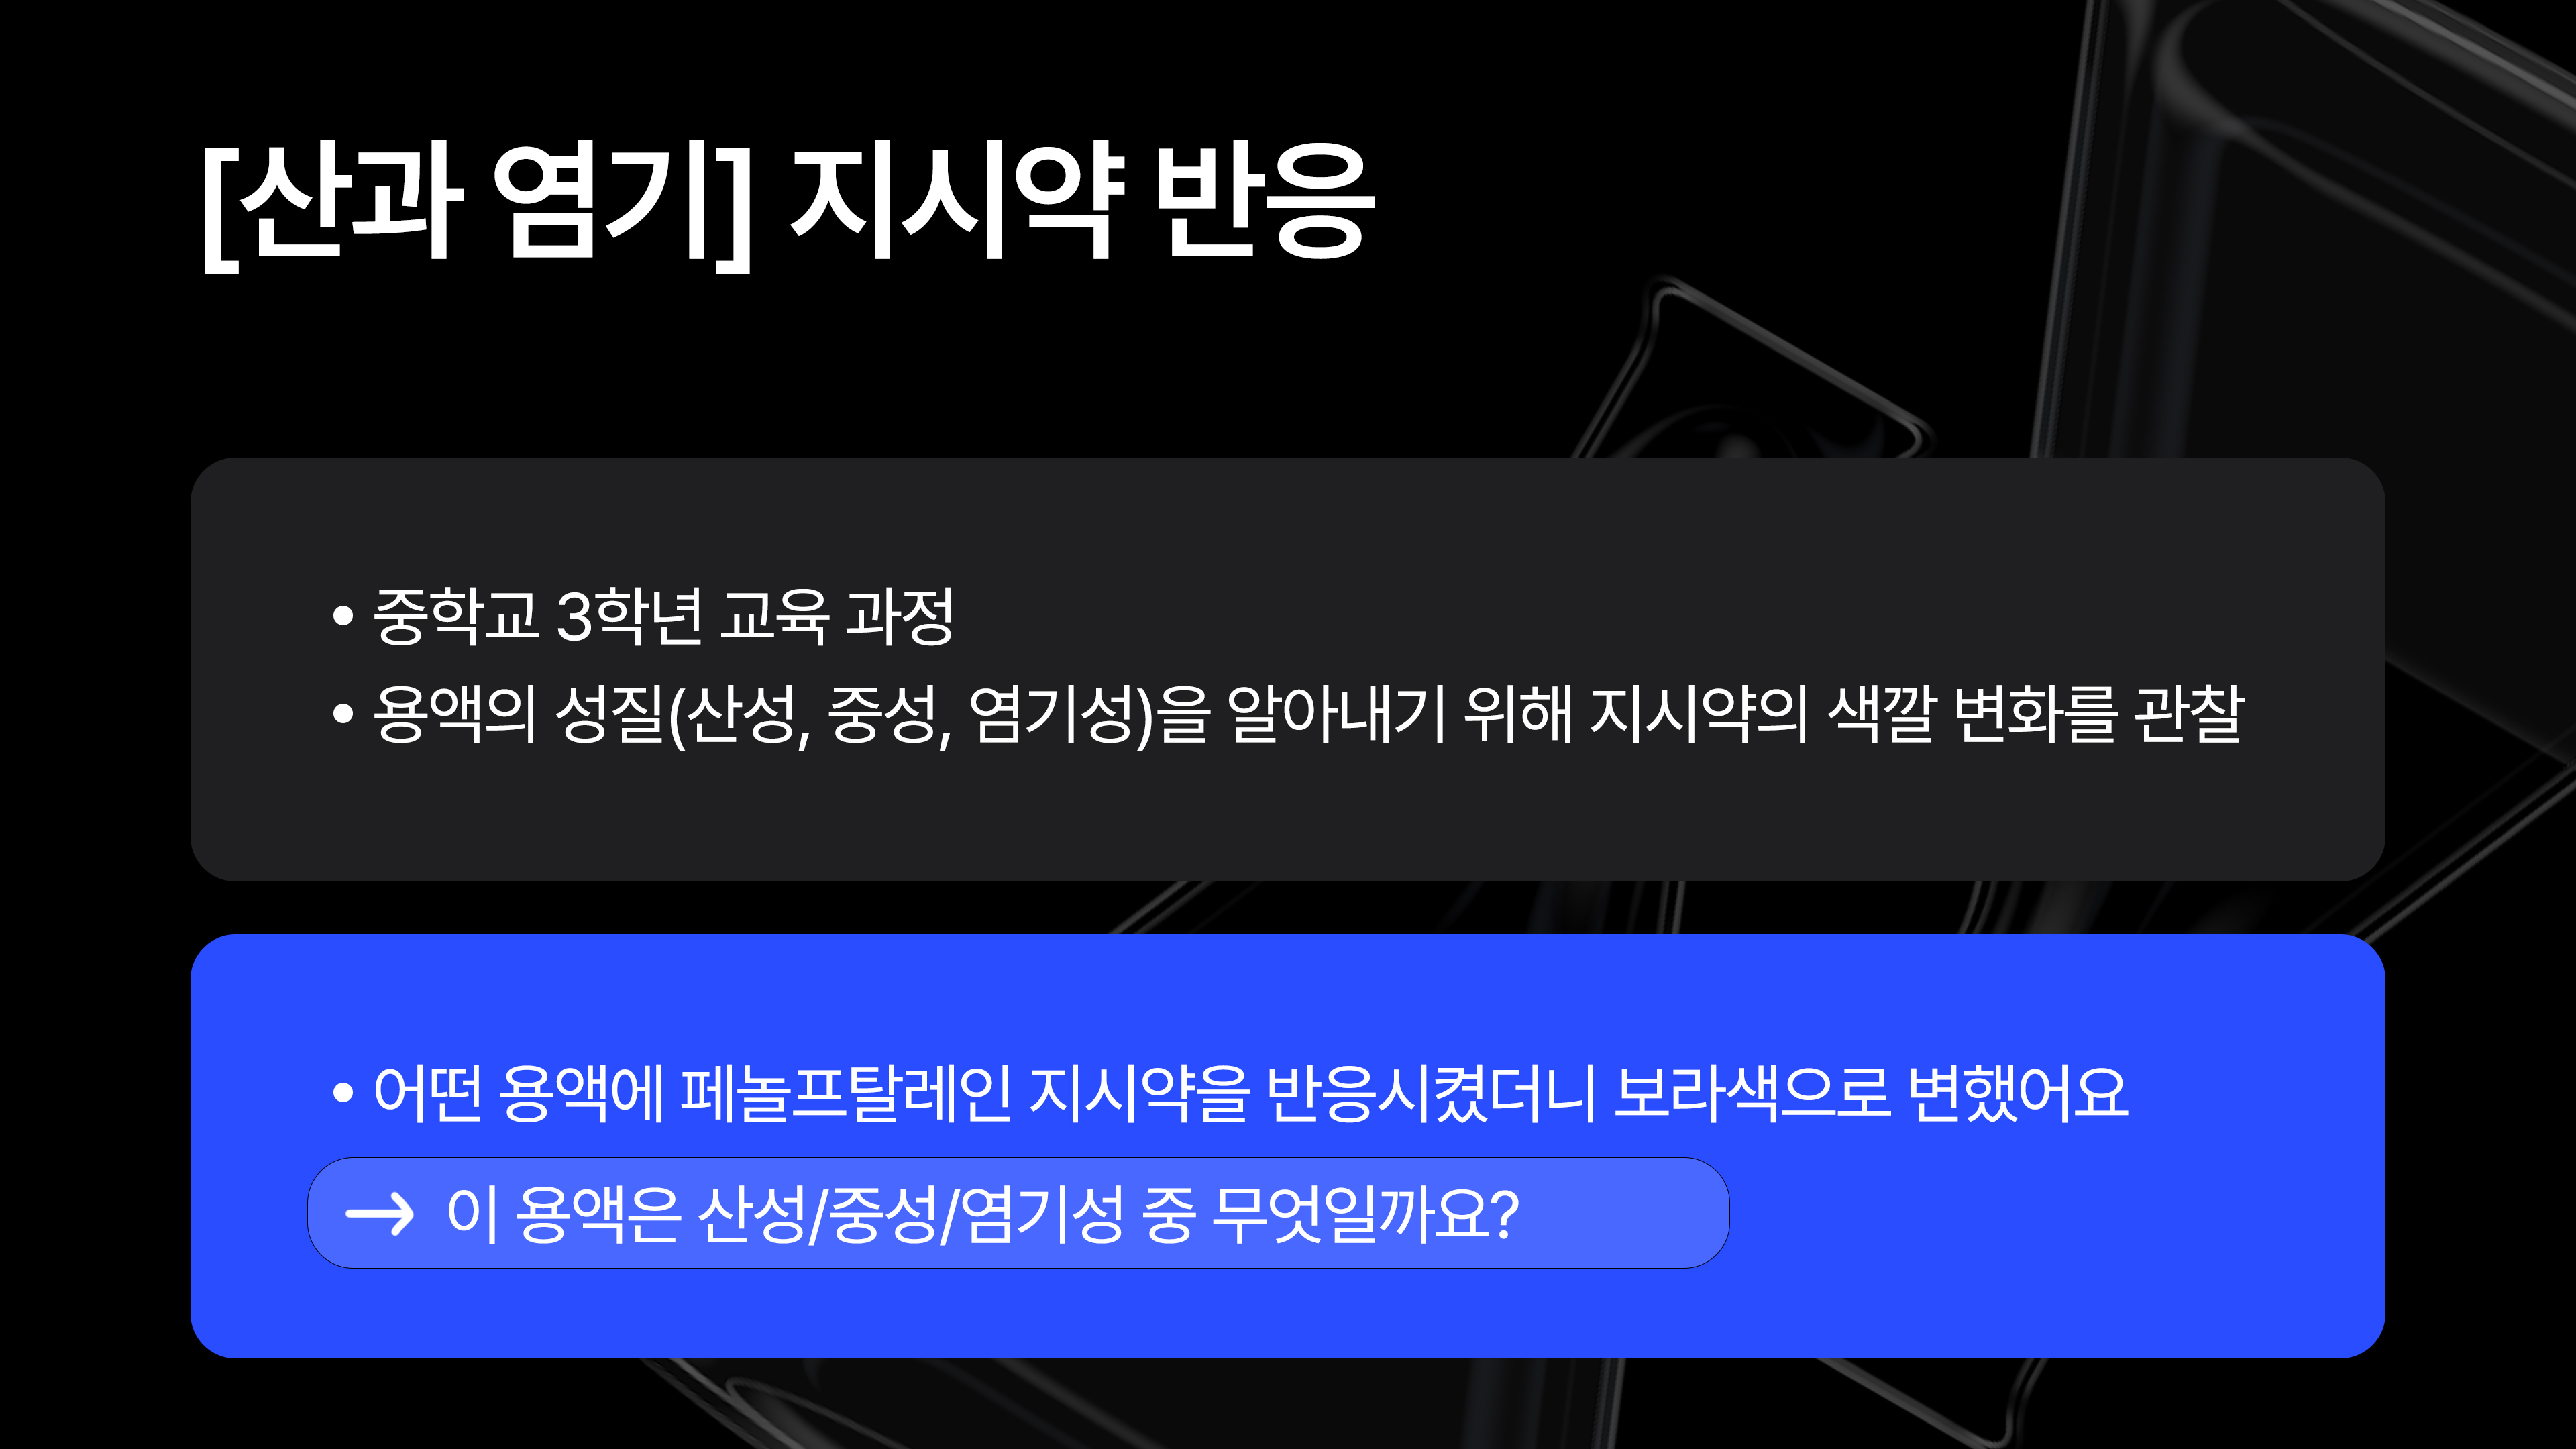 [산과 염기] 지시약 반응
• 중학교 3학년 교육 과정
• 용액의 성질(산성, 중성, 염기성)을 알아내기 위해 지시약의 색깔 변화를 관찰
• 어떤 용액에 페놀프탈레인 지시약을 반응시켰더니 보라색으로 변했어요
→ 이 용액은 산성/중성/염기성 중 무엇일까요?